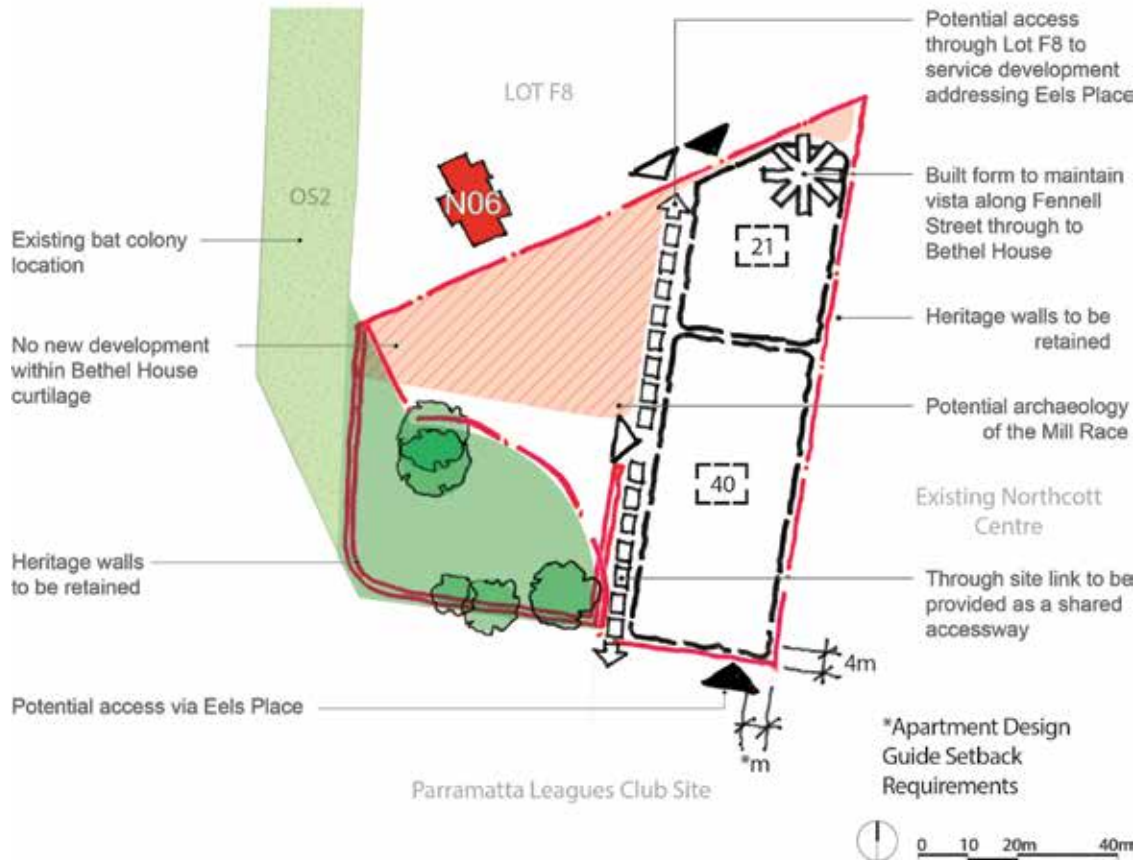 Potential access
through Lot F8 to
service development
addressing Eels Place
LOT F8
OS2
N06
Existing bat colony
location
Built form to maintain
vista along Fennell
Street through to
Bethel House
21
Heritage walls to be
retained
No new development
within Bethel House
curtilage
Potential archaeology
of the Mill Race
40
Existing Northcott
Centre
Heritage walls
to be retained
Through site link to be
provided as a shared
accessway
4m
Potential access via Eels Place
*m
*Apartment Design
Guide Setback
Requirements
Parramatta Leagues Club Site
0 10 20m 40m